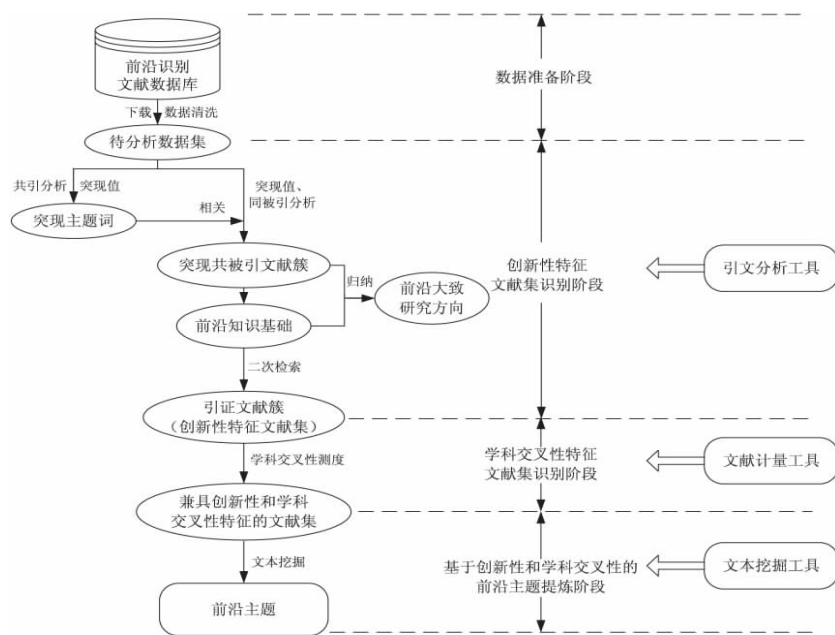 前沿识别
文献数据库
数据准备阶段
下载 数据清洗
待分析数据集
共引分析 突现值
突现值、
同被引分析
相关
突现主题词
突现共被引文献簇
归纳
前沿大致
研究方向
创新性特征
文献集识别阶段
引文分析工具
前沿知识基础
二次检索
引证文献簇
（创新性特征文献集）
学科交叉性测度
学科交叉性特征
文献集识别阶段
文献计量工具
兼具创新性和学科
交叉性特征的文献集
文本挖掘
基于创新性和学科交叉性的
前沿主题提炼阶段
文本挖掘工具
前沿主题